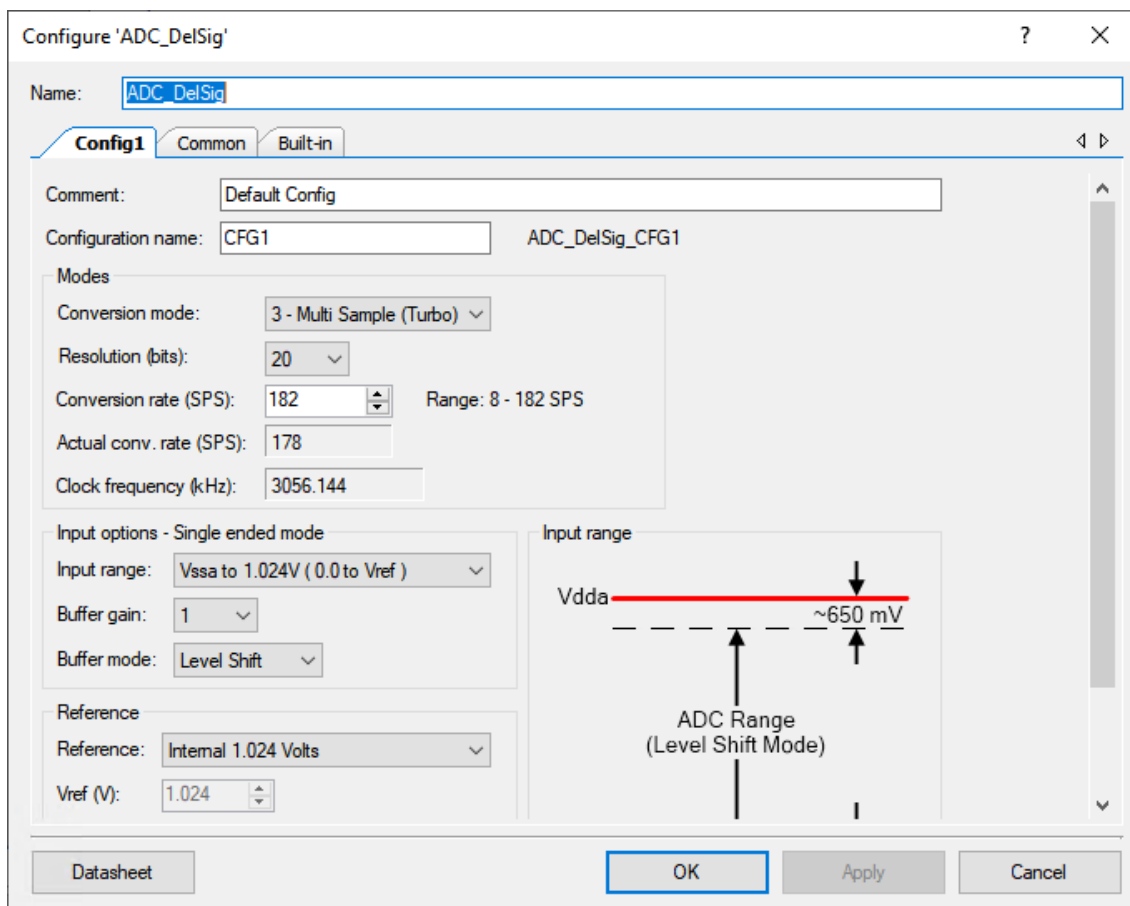 Configure 'ADC_DelSig'
?
Name: ADC_DelSig
Config1 Common Built-in
Comment: Default Config
Configuration name: CFG1 ADC_DelSig_CFG1
Modes
Conversion mode: 3 - Multi Sample (Turbo)
Resolution (bits): 20
Conversion rate (SPS): 182 Range: 8 - 182 SPS
Actual conv. rate (SPS): 178
Clock frequency (kHz): 3056.144
Input options - Single ended mode
Input range: Vssa to 1.024V ( 0.0 to Vref )
Buffer gain: 1
Buffer mode: Level Shift
Input range
Vdda
~650 mV
ADC Range
(Level Shift Mode)
Reference
Reference: Internal 1.024 Volts
Vref (V): 1.024
Datasheet OK Apply Cancel